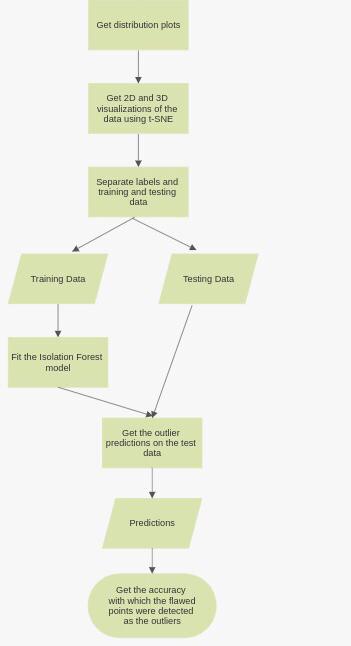 Get distribution plots
Get 2D and 3D
visualizations of the
data using t-SNE
Separate labels and
training and testing
data
Training Data
Testing Data
Fit the Isolation Forest
model
Get the outlier
predictions on the test
data
Predictions
Get the accuracy
with which the flawed
points were detected
as the outliers